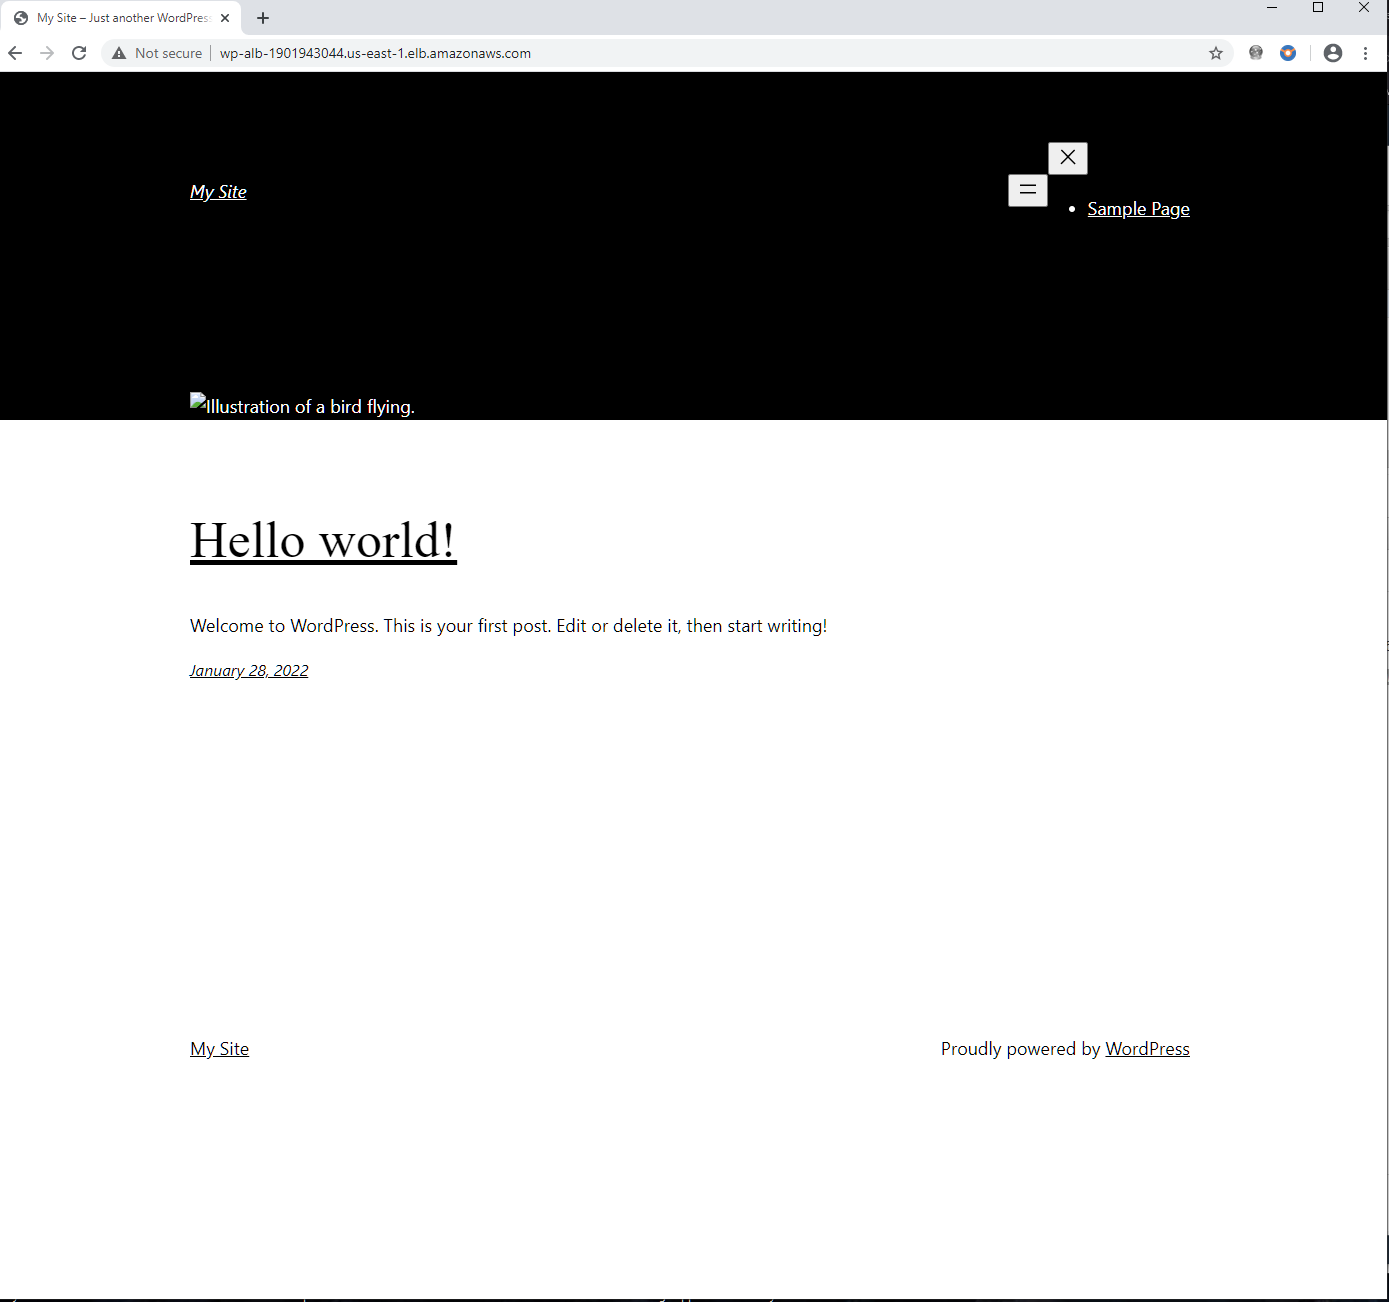 My Site – Just another WordPress
Not secure
wp-alb-1901943044.us-east-1.elb.amazonaws.com
My Site
Sample Page
Illustration of a bird flying.
Hello world!
Welcome to WordPress. This is your first post. Edit or delete it, then start writing!
January 28, 2022
My Site
Proudly powered by WordPress